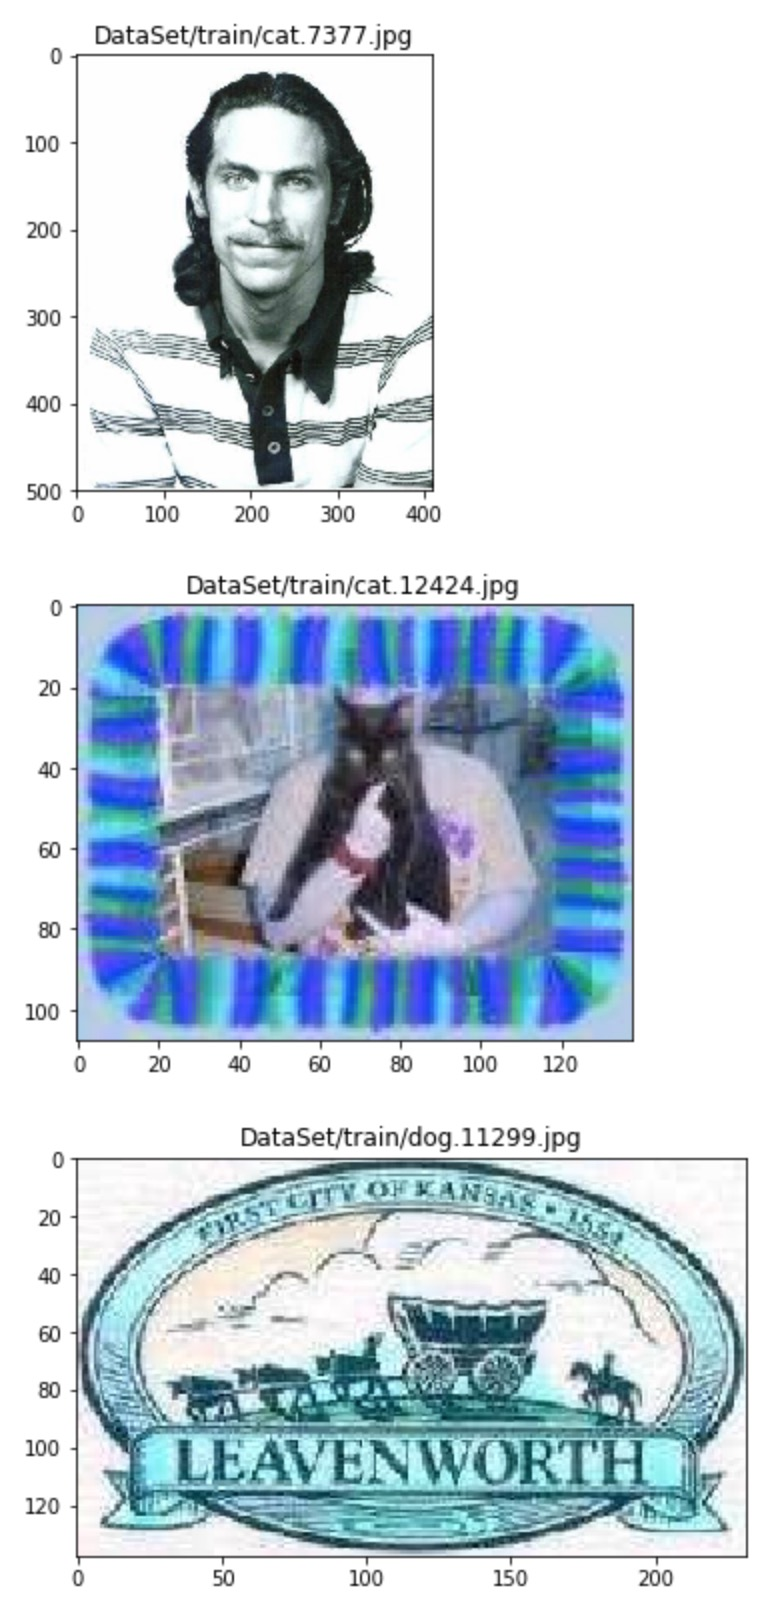 DataSet/train/cat.7377.jpg
0
100
200
300
400
500
0 100 200 300 400
DataSet/train/cat.12424.jpg
0
20
40
60
80
100
0 20 40 60 80 100 120
DataSet/train/dog.11299.jpg
0
20
40
60
80
100
120
FIRST CITY OF KANSAS • 1854
LEAVENWORTH
0 50 100 150 200